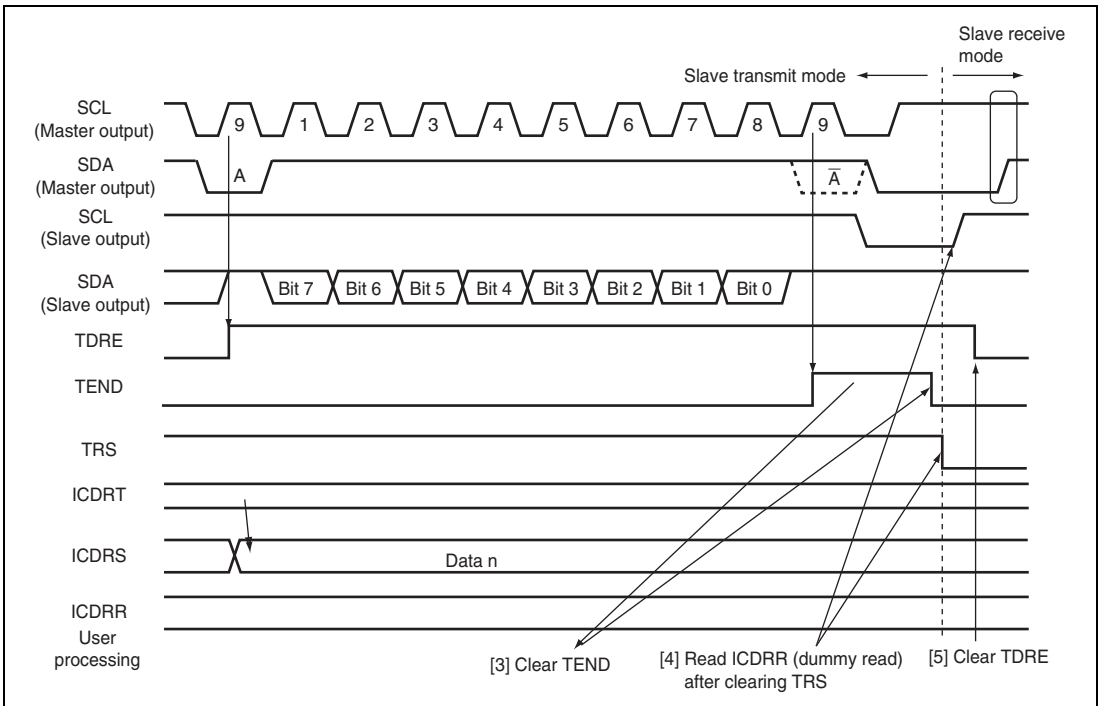 Slave receive
mode
Slave transmit mode
SCL
(Master output)
9 1 2 3 4 5 6 7 8 9
SDA
(Master output)
A A̅
SCL
(Slave output)
SDA
(Slave output)
Bit 7 Bit 6 Bit 5 Bit 4 Bit 3 Bit 2 Bit 1 Bit 0
TDRE
TEND
TRS
ICDRT
ICDRS
Data n
ICDRR
User
processing
[3] Clear TEND
[4] Read ICDRR (dummy read)
after clearing TRS
[5] Clear TDRE